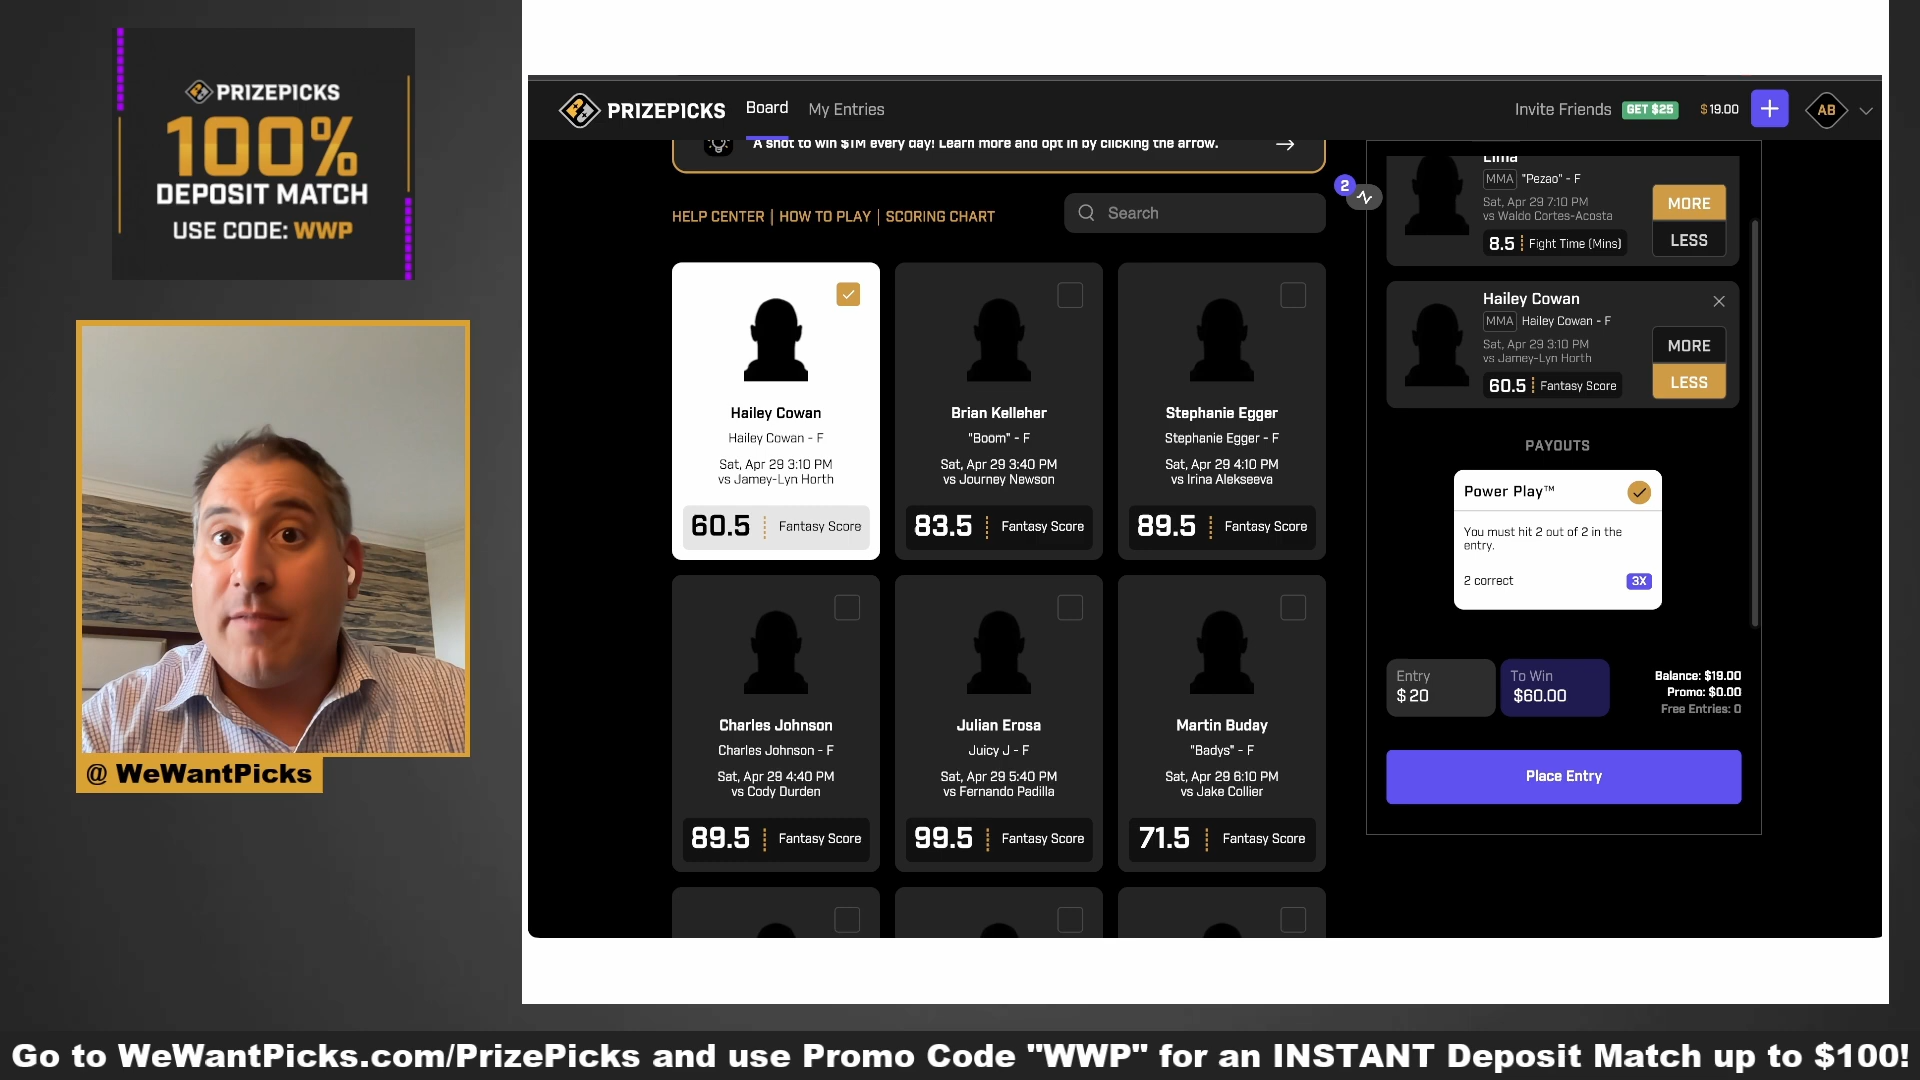 PRIZEPICKS
100%
DEPOSIT MATCH
USE CODE: WWP
@ WeWantPicks
PRIZEPICKS Board My Entries
Invite Friends GET $25 $19.00 AB
A shot to win $1M every day! Learn more and opt in by clicking the arrow.
HELP CENTER | HOW TO PLAY | SCORING CHART
Search
Hailey Cowan
Hailey Cowan - F
Sat, Apr 29 3:10 PM
vs Jamey-Lyn Horth
60.5 Fantasy Score
Brian Kelleher
"Boom" - F
Sat, Apr 29 3:40 PM
vs Journey Newson
83.5 Fantasy Score
Stephanie Egger
Stephanie Egger - F
Sat, Apr 29 4:10 PM
vs Irina Alekseeva
89.5 Fantasy Score
Charles Johnson
Charles Johnson - F
Sat, Apr 29 4:40 PM
vs Cody Durden
89.5 Fantasy Score
Julian Erosa
Juicy J - F
Sat, Apr 29 5:40 PM
vs Fernando Padilla
99.5 Fantasy Score
Martin Buday
"Badys" - F
Sat, Apr 29 6:10 PM
vs Jake Collier
71.5 Fantasy Score
2
Lima
MMA "Pezao" - F
Sat, Apr 29 7:10 PM
vs Waldo Cortes-Acosta
8.5 Fight Time (Mins)
MORE
LESS
Hailey Cowan
MMA Hailey Cowan - F
Sat, Apr 29 3:10 PM
vs Jamey-Lyn Horth
60.5 Fantasy Score
MORE
LESS
PAYOUTS
Power Play™
You must hit 2 out of 2 in the
entry.
2 correct 3X
Entry
$ 20
To Win
$60.00
Balance: $19.00
Promo: $0.00
Free Entries: 0
Place Entry
Go to WeWantPicks.com/PrizePicks and use Promo Code "WWP" for an INSTANT Deposit Match up to $100!